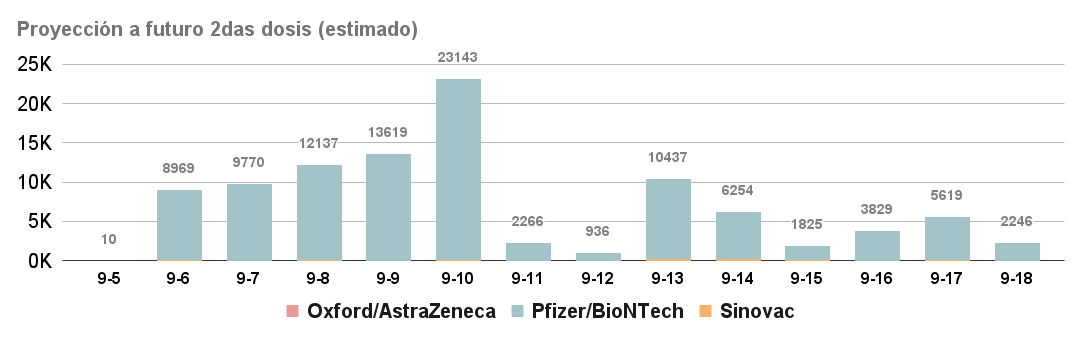 Proyección a futuro 2das dosis (estimado)
25K
20K
15K
10K
5K
0K
10
8969
9770
12137
13619
23143
2266
936
10437
6254
1825
3829
5619
2246
9-5 9-6 9-7 9-8 9-9 9-10 9-11 9-12 9-13 9-14 9-15 9-16 9-17 9-18
Oxford/AstraZeneca Pfizer/BioNTech Sinovac